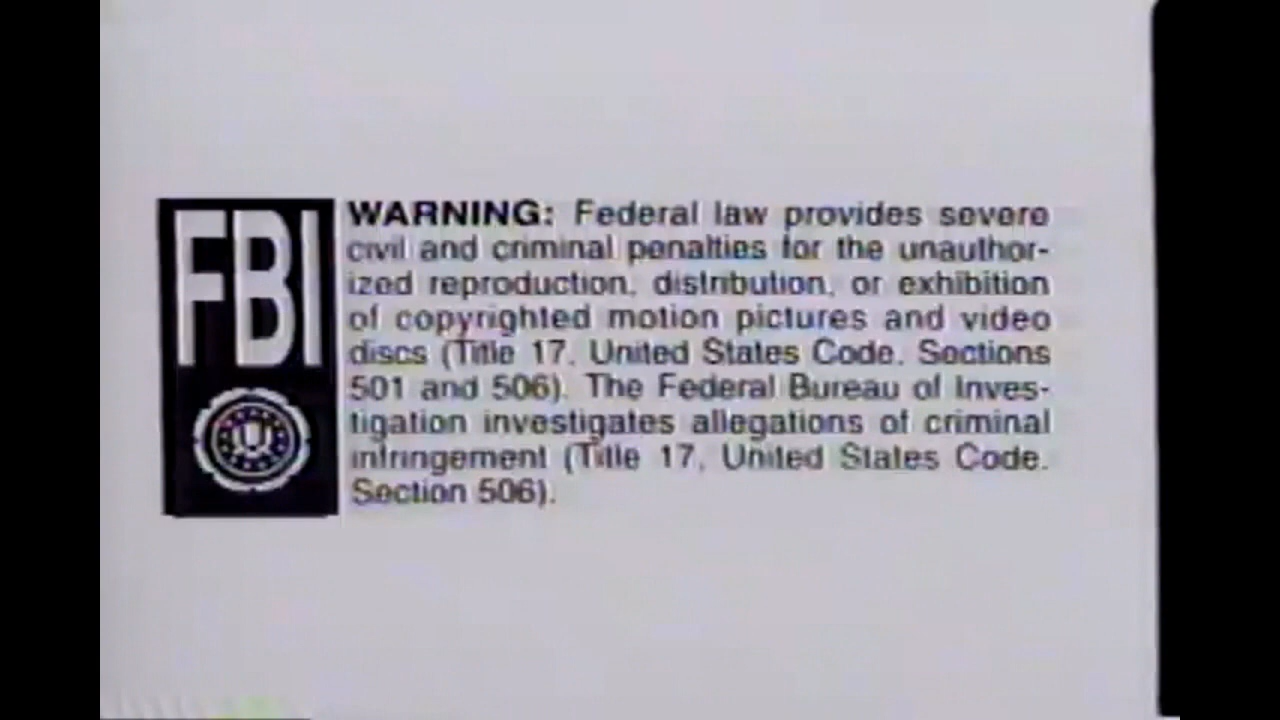 FBI
WARNING: Federal law provides severe
civil and criminal penalties for the unauthor-
ized reproduction, distribution, or exhibition
of copyrighted motion pictures and video
discs (Title 17, United States Code, Sections
501 and 506). The Federal Bureau of Inves-
tigation investigates allegations of criminal
infringement (Title 17, United States Code,
Section 506).